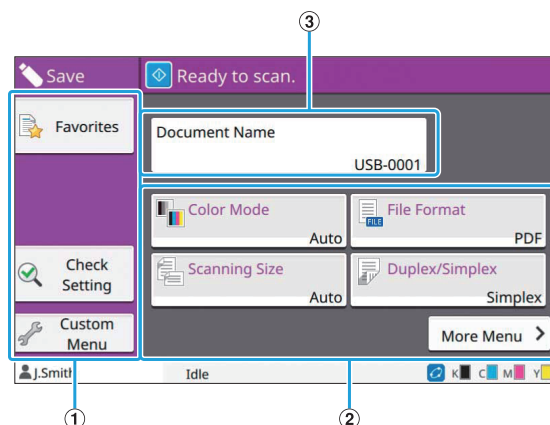 ③
Save
Ready to scan.
Favorites
Document Name
USB-0001
Color Mode
Auto
File Format
FILE
PDF
Check
Setting
Scanning Size
Auto
Duplex/Simplex
Simplex
Custom
Menu
More Menu
J.Smith
Idle
K C M Y
① ②